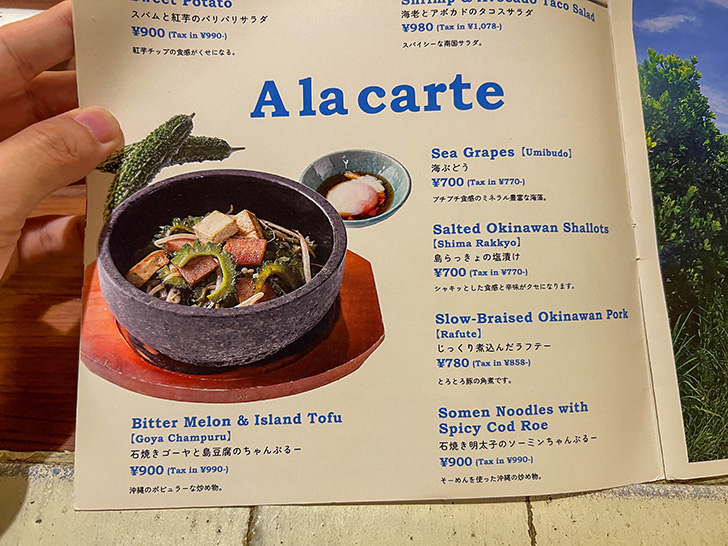 Sweet Potato
スパムと紅芋のパリパリサラダ
¥900 (Tax in ¥990-)
紅芋チップの食感がくせになる。
Shrimp & Avocado Taco Salad
海老とアボカドのタコスサラダ
¥980 (Tax in ¥1,078-)
スパイシーな南国サラダ。
A la carte
Sea Grapes [Umibudo]
海ぶどう
¥700 (Tax in ¥770-)
プチプチ食感のミネラル豊富な海藻。
Salted Okinawan Shallots
[Shima Rakkyo]
島らっきょの塩漬け
¥700 (Tax in ¥770-)
シャキッとした食感と辛味がクセになります。
Slow-Braised Okinawan Pork
[Rafute]
じっくり煮込んだラフテー
¥780 (Tax in ¥858-)
とろとろ豚の角煮です。
Bitter Melon & Island Tofu
[Goya Champuru]
石焼きゴーヤと島豆腐のちゃんぷるー
¥900 (Tax in ¥990-)
沖縄のポピュラーな炒め物。
Somen Noodles with
Spicy Cod Roe
石焼き明太子のソーミンちゃんぷるー
¥900 (Tax in ¥990-)
そーめんを使った沖縄の炒め物。